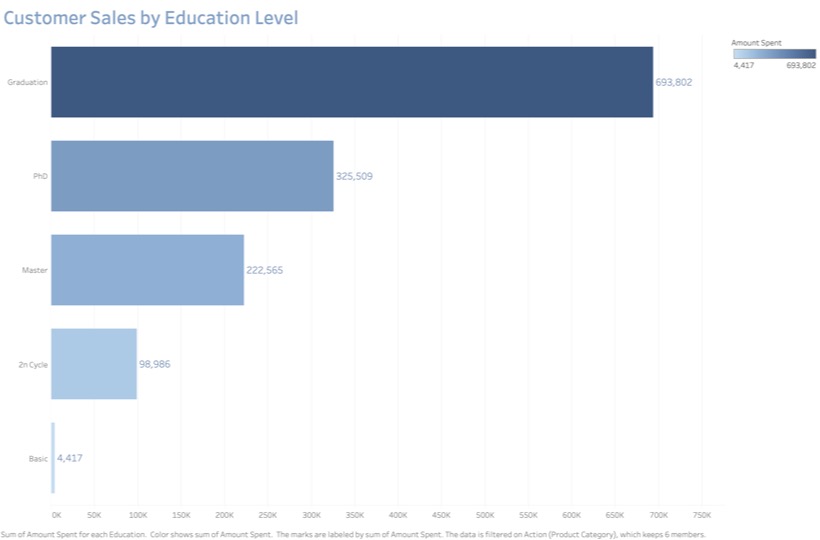 Customer Sales by Education Level
Amount Spent
4,417 693,802
Graduation 693,802
PhD 325,509
Master 222,565
2n Cycle 98,986
Basic 4,417
0K 50K 100K 150K 200K 250K 300K 350K 400K 450K 500K 550K 600K 650K 700K 750K
Sum of Amount Spent for each Education. Color shows sum of Amount Spent. The marks are labeled by sum of Amount Spent. The data is filtered on Action (Product Category), which keeps 6 members.